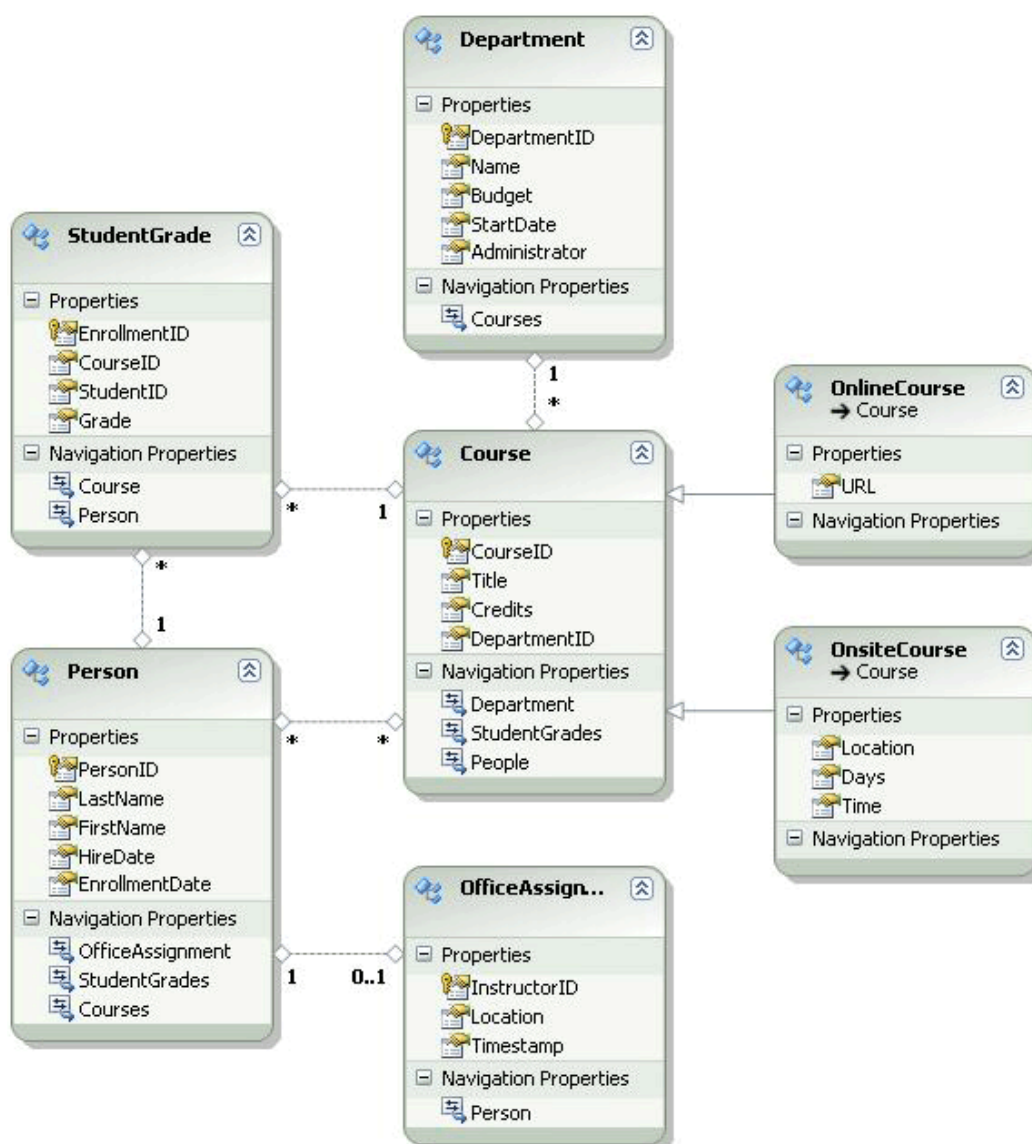 Department
Properties
DepartmentID
Name
Budget
StartDate
Administrator
Navigation Properties
Courses
1
*
StudentGrade
Properties
EnrollmentID
CourseID
StudentID
Grade
Navigation Properties
Course
Person
*
1
*
1
Course
Properties
CourseID
Title
Credits
DepartmentID
Navigation Properties
Department
StudentGrades
People
OnlineCourse
→ Course
Properties
URL
Navigation Properties
OnsiteCourse
→ Course
Properties
Location
Days
Time
Navigation Properties
Person
Properties
PersonID
LastName
FirstName
HireDate
EnrollmentDate
Navigation Properties
OfficeAssignment
StudentGrades
Courses
* *
1 0..1
OfficeAssign...
Properties
InstructorID
Location
Timestamp
Navigation Properties
Person